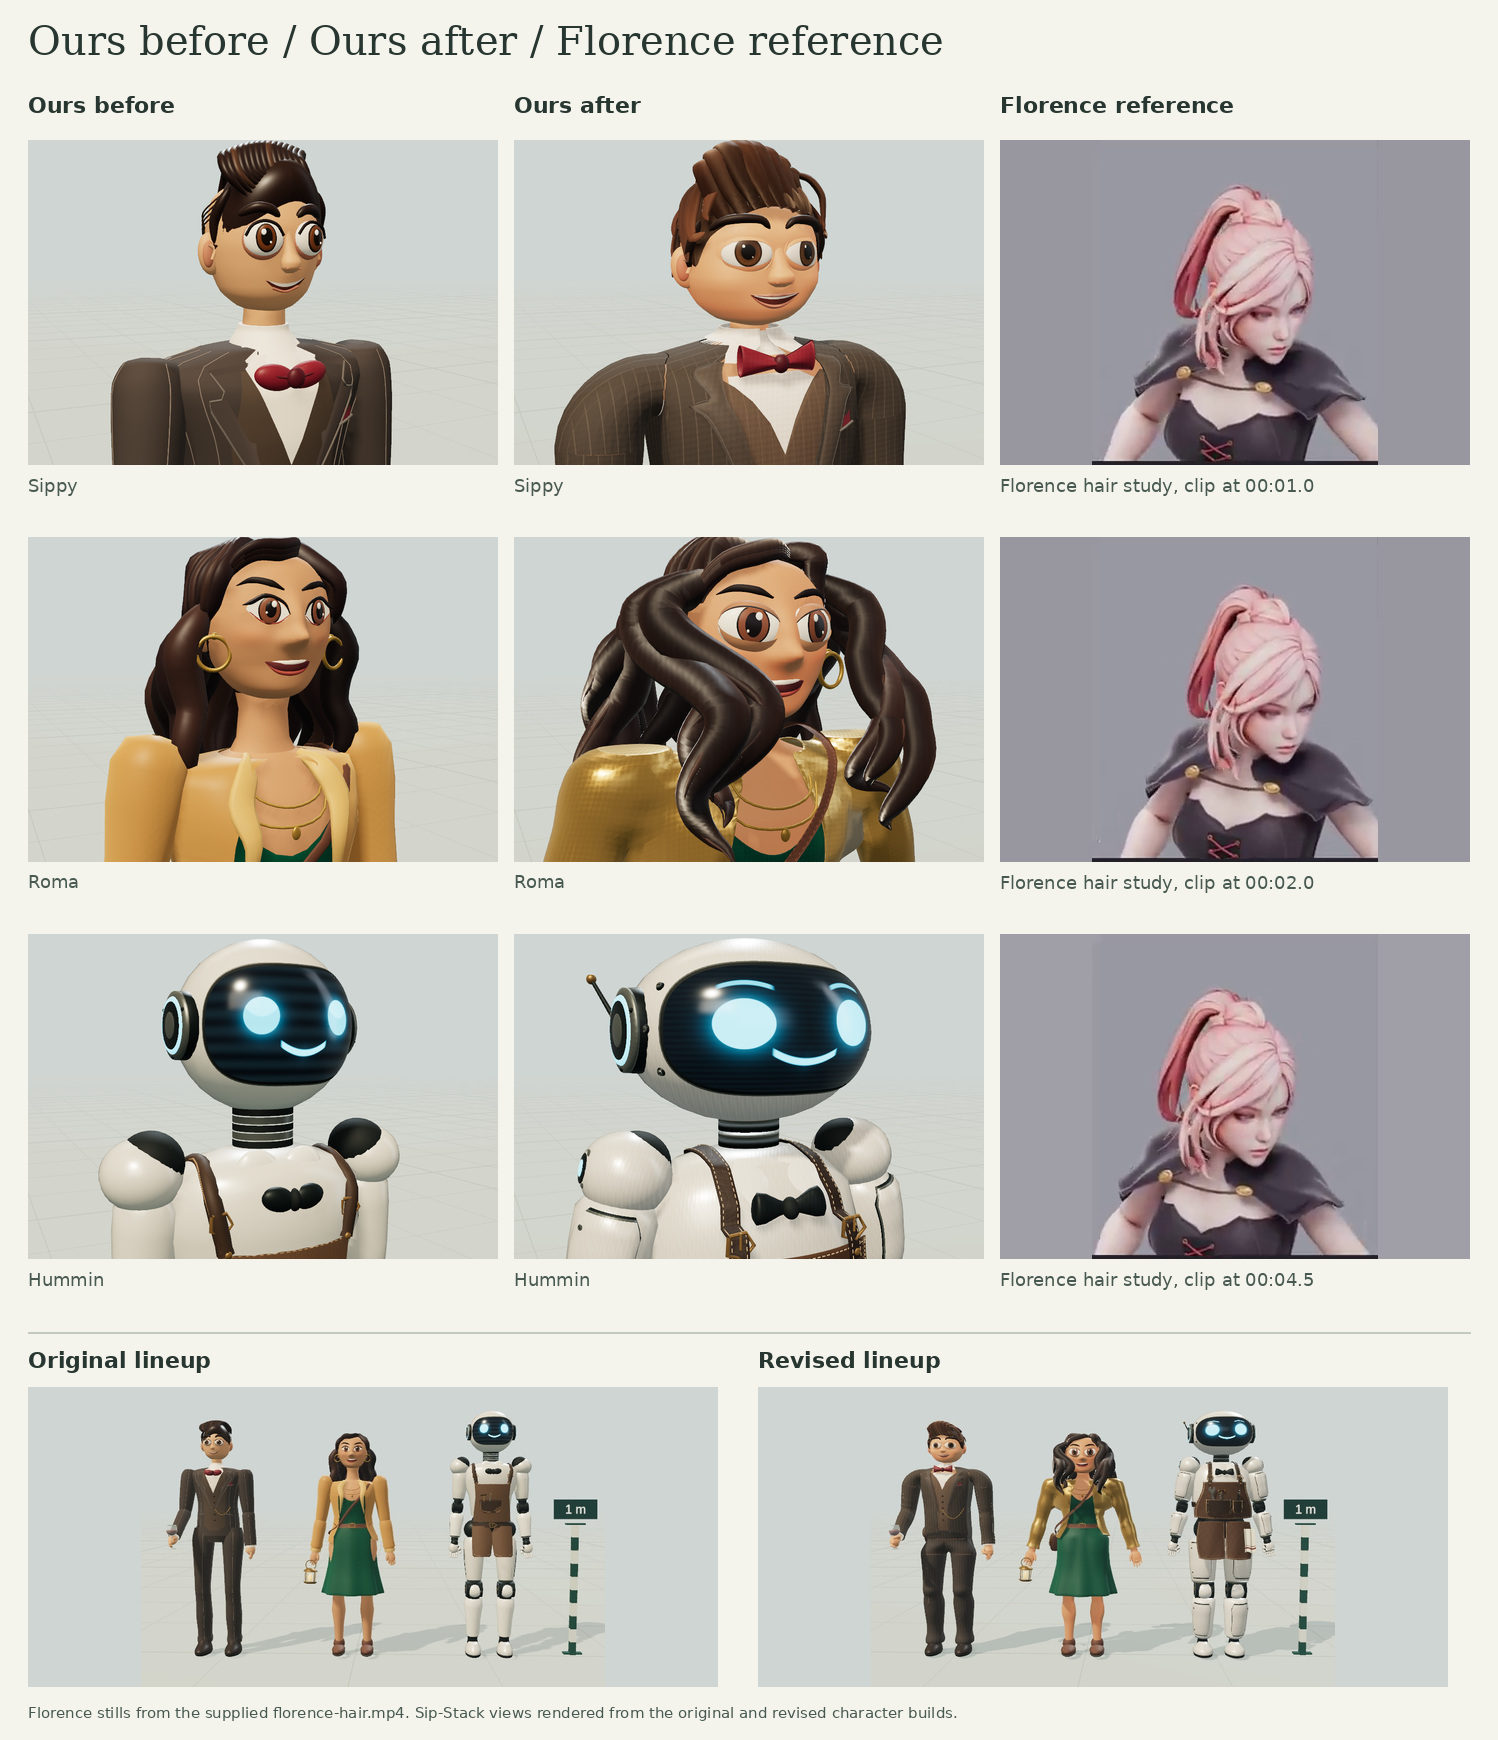 Ours before / Ours after / Florence reference
Ours before
Ours after
Florence reference
Sippy
Sippy
Florence hair study, clip at 00:01.0
Roma
Roma
Florence hair study, clip at 00:02.0
Hummin
Hummin
Florence hair study, clip at 00:04.5
Original lineup
Revised lineup
1 m
1 m
Florence stills from the supplied florence-hair.mp4. Sip-Stack views rendered from the original and revised character builds.